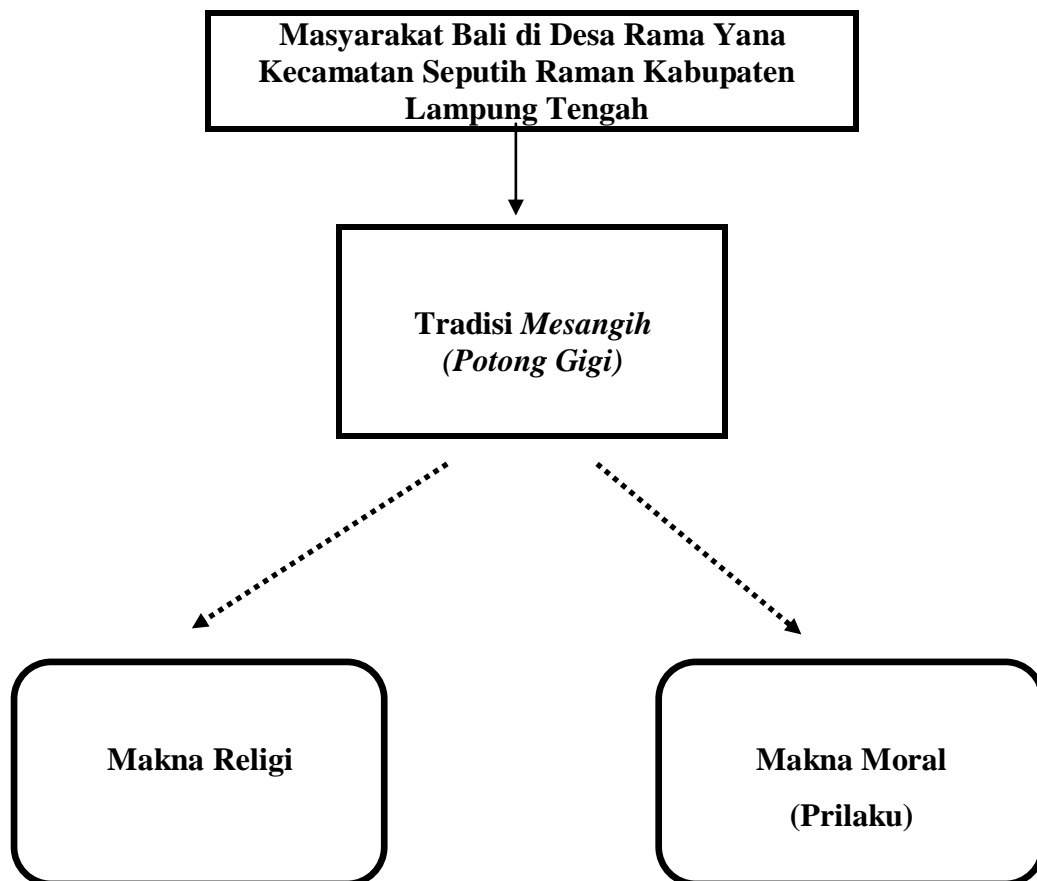 Masyarakat Bali di Desa Rama Yana
Kecamatan Seputih Raman Kabupaten
Lampung Tengah
Tradisi Mesangih
(Potong Gigi)
Makna Religi
Makna Moral
(Prilaku)